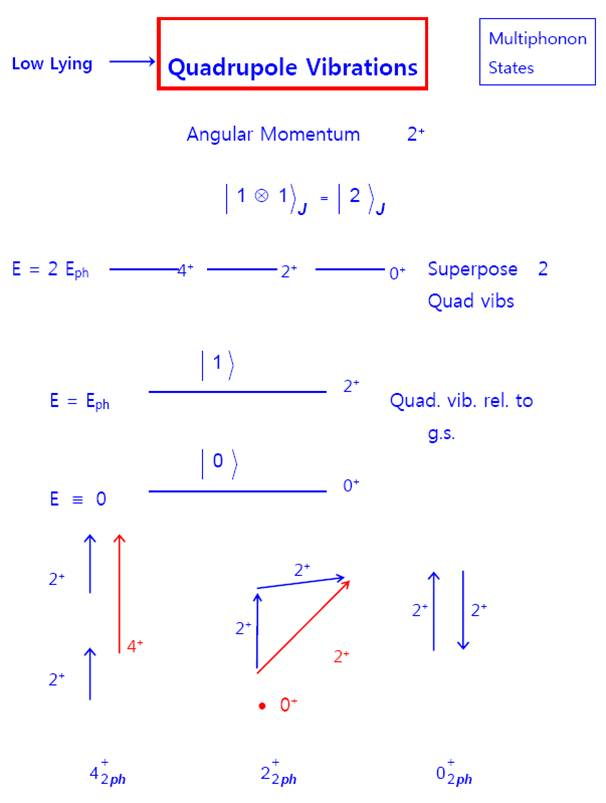 Low Lying
Quadrupole Vibrations
Multiphonon
States
Angular Momentum 2⁺
| 1 ⊗ 1⟩J = | 2 ⟩J
E = 2 Eph 4⁺ 2⁺ 0⁺ Superpose 2
Quad vibs
| 1 ⟩
E = Eph 2⁺ Quad. vib. rel. to
g.s.
| 0 ⟩
E ≡ 0 0⁺
2⁺
4⁺
2⁺
2⁺
2⁺
2⁺
0⁺
2⁺
2⁺
4⁺2ph 2⁺2ph 0⁺2ph